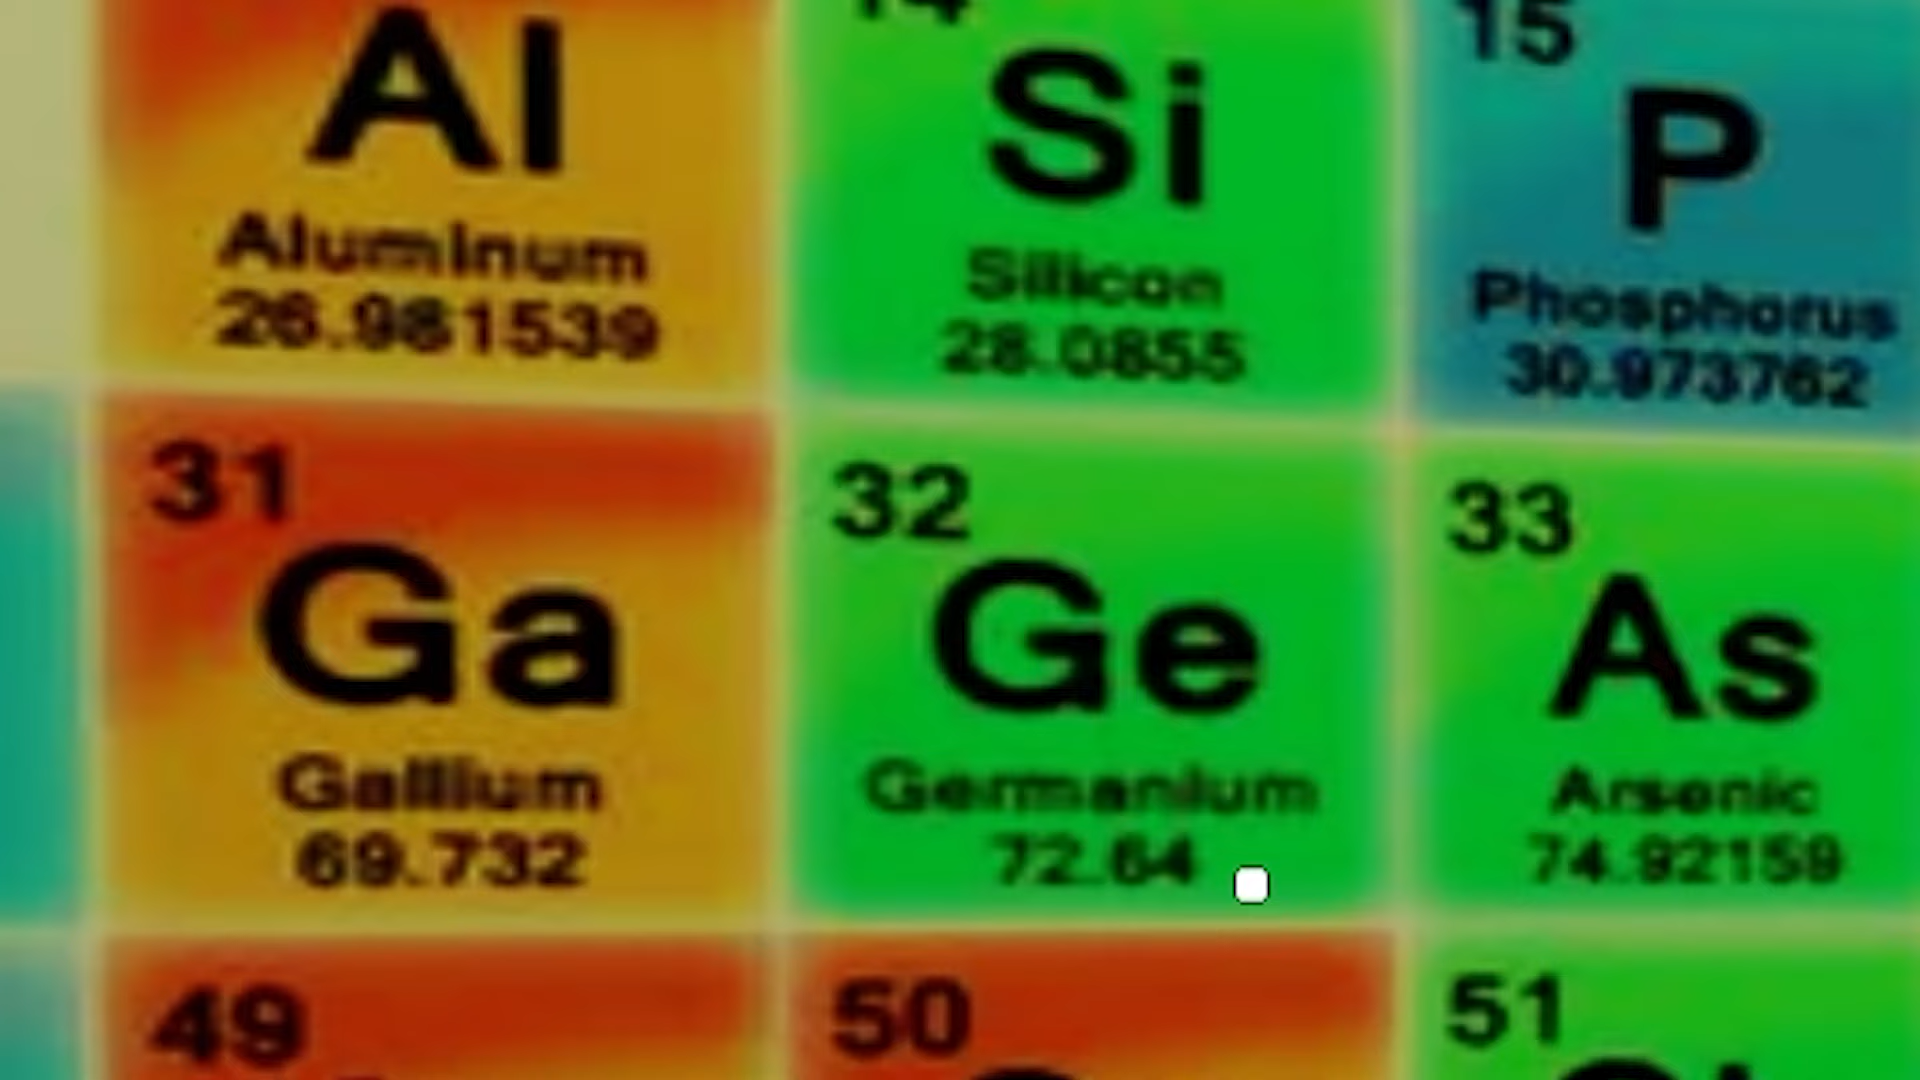 Al
Aluminum
26.981539
14
Si
Silicon
28.0855
15
P
Phosphorus
30.973762
31
Ga
Gallium
69.732
32
Ge
Germanium
72.64
33
As
Arsenic
74.92159
49
50
51